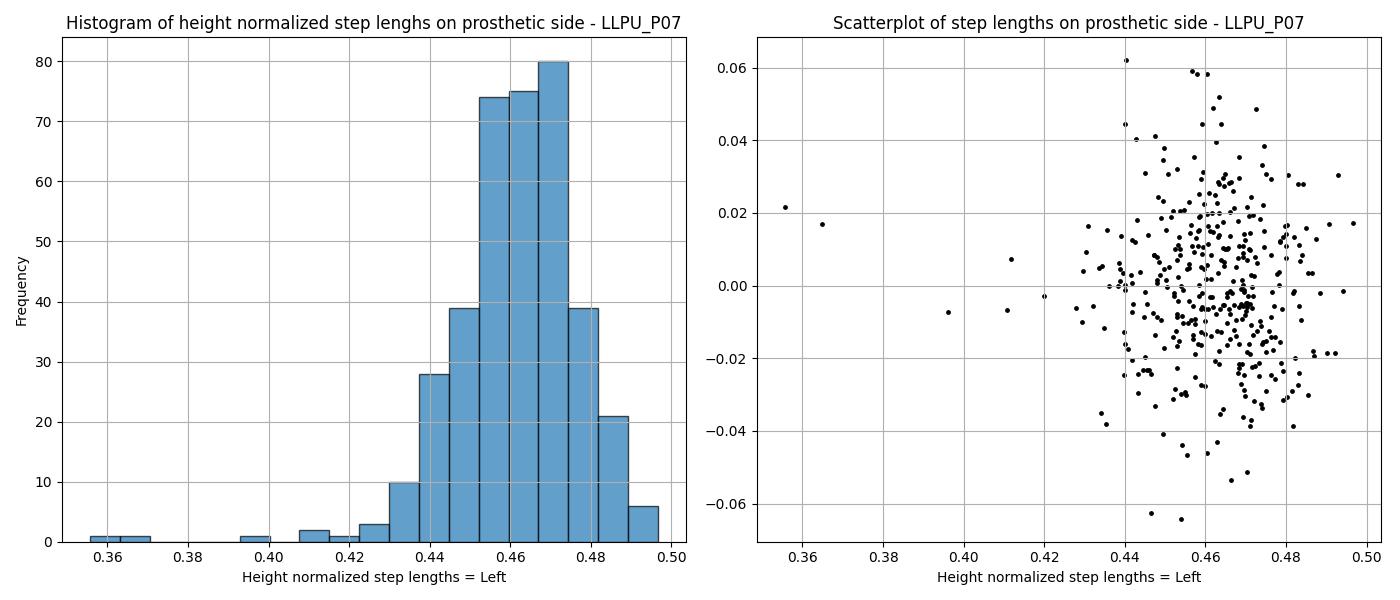 Histogram of height normalized step lenghs on prosthetic side - LLPU_P07
80
70
60
50
40
30
20
10
0
Frequency
0.36 0.38 0.40 0.42 0.44 0.46 0.48 0.50
Height normalized step lengths = Left
Scatterplot of step lengths on prosthetic side - LLPU_P07
0.06
0.04
0.02
0.00
−0.02
−0.04
−0.06
0.36 0.38 0.40 0.42 0.44 0.46 0.48 0.50
Height normalized step lengths = Left